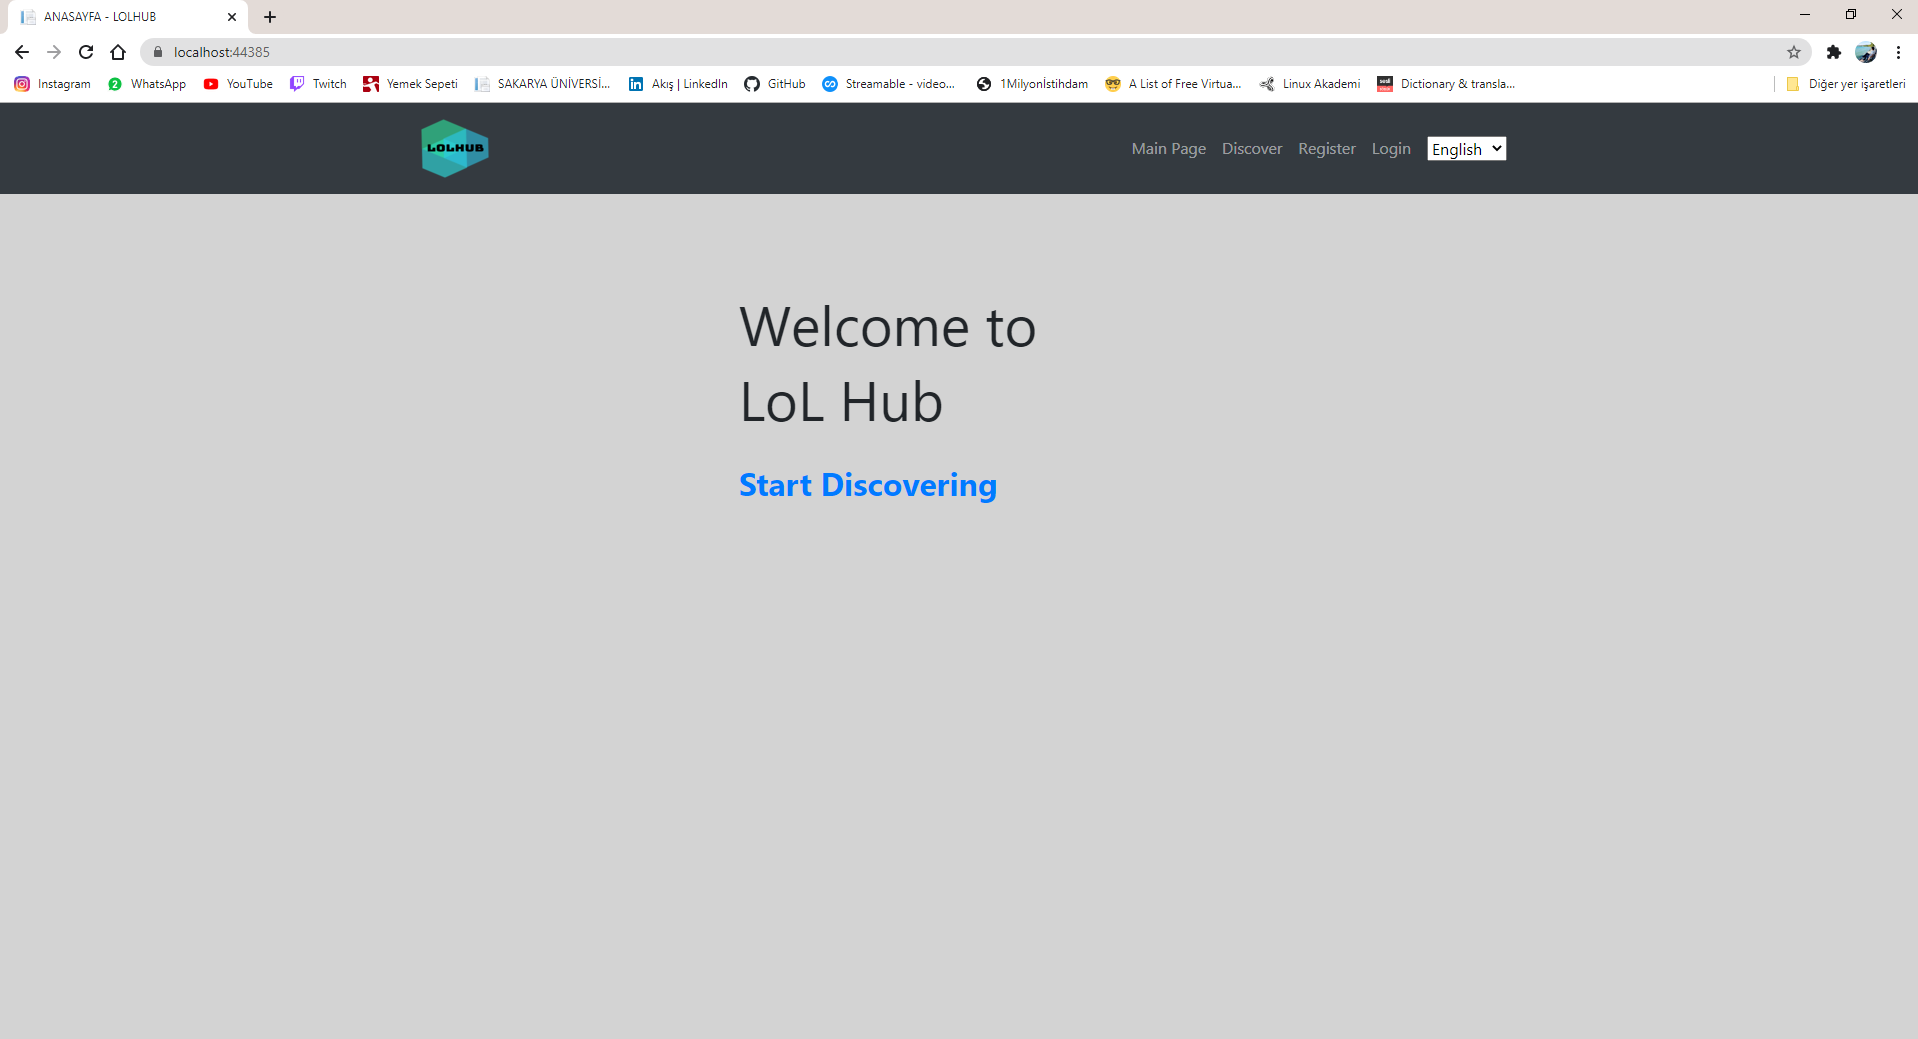 ANASAYFA - LOLHUB
localhost:44385
Instagram WhatsApp YouTube Twitch Yemek Sepeti SAKARYA ÜNİVERSİ... Akış | LinkedIn GitHub Streamable - video... 1Milyonİstihdam A List of Free Virtua... Linux Akademi Dictionary & transla... Diğer yer işaretleri
LOLHUB Main Page Discover Register Login English
Welcome to
LoL Hub
Start Discovering